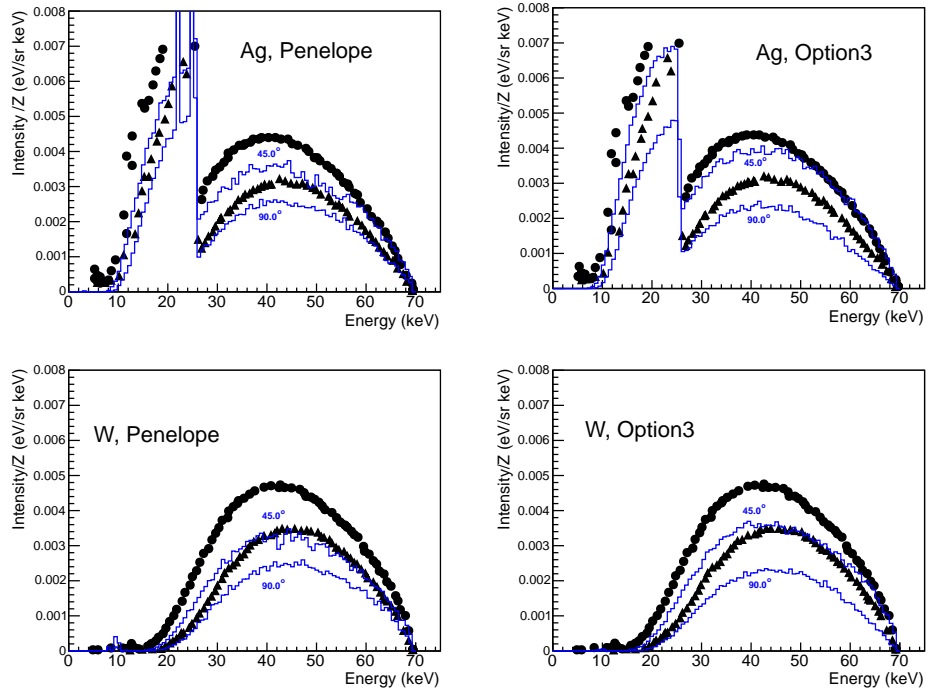 Intensity /Z (eV/sr keV)
0.008
0.007
0.006
0.005
0.004
0.003
0.002
0.001
0
Ag, Penelope
45.0°
90.0°
0 10 20 30 40 50 60 70
Energy (keV)
Intensity/Z (eV/sr keV)
0.008
0.007
0.006
0.005
0.004
0.003
0.002
0.001
0
Ag, Option3
45.0°
90.0°
0 10 20 30 40 50 60 70
Energy (keV)
Intensity/Z (eV/sr keV)
0.008
0.007
0.006
0.005
0.004
0.003
0.002
0.001
0
W, Penelope
45.0°
90.0°
0 10 20 30 40 50 60 70
Energy (keV)
Intensity/Z (eV/sr keV)
0.008
0.007
0.006
0.005
0.004
0.003
0.002
0.001
0
W, Option3
45.0°
90.0°
0 10 20 30 40 50 60 70
Energy (keV)